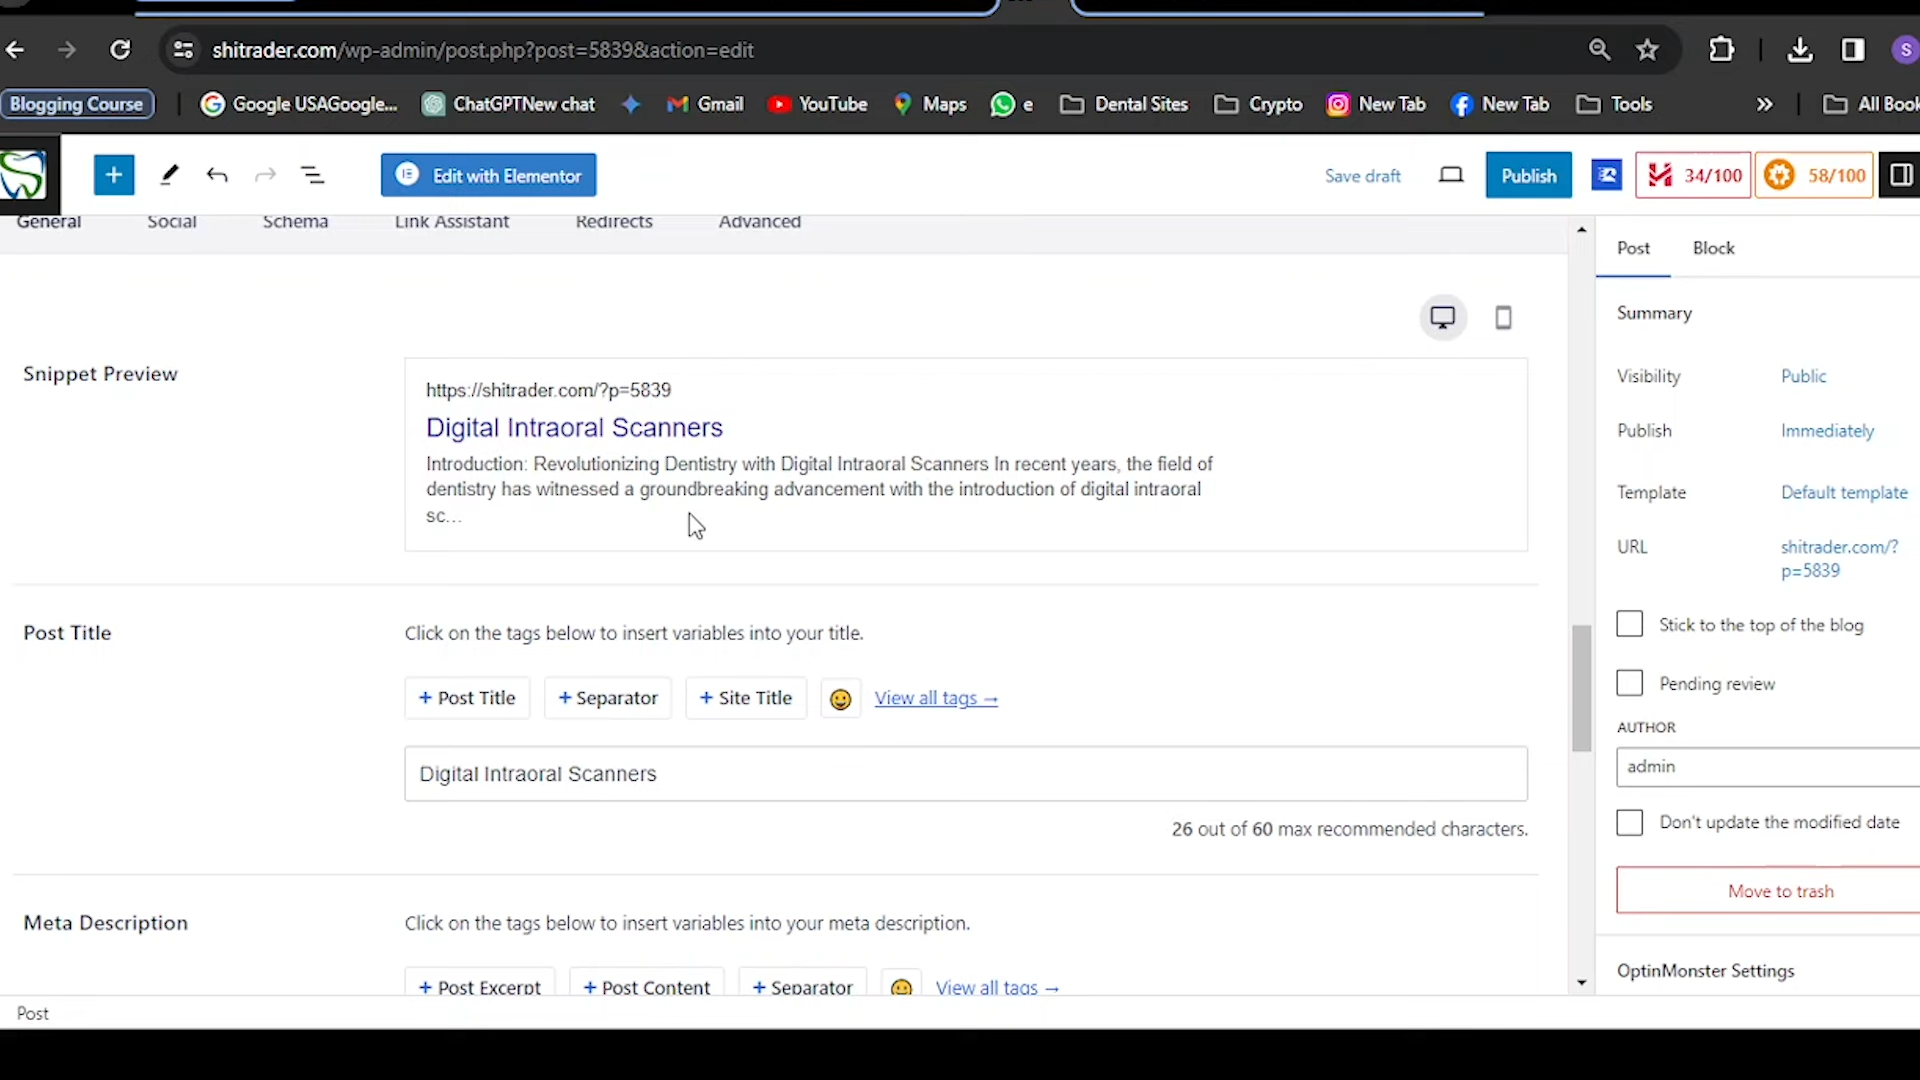 shitrader.com/wp-admin/post.php?post=5839&action=edit
S
Blogging Course
Google USAGoogle...
ChatGPTNew chat
Gmail
YouTube
Maps
e
Dental Sites
Crypto
New Tab
New Tab
Tools
»
All Book
Edit with Elementor
Save draft
Publish
34/100
58/100
General
Social
Schema
Link Assistant
Redirects
Advanced
Post
Block
Snippet Preview
https://shitrader.com/?p=5839
Digital Intraoral Scanners
Introduction: Revolutionizing Dentistry with Digital Intraoral Scanners In recent years, the field of
dentistry has witnessed a groundbreaking advancement with the introduction of digital intraoral
sc...
Summary
Visibility
Public
Publish
Immediately
Template
Default template
URL
shitrader.com/?
p=5839
Stick to the top of the blog
Pending review
AUTHOR
admin
Don't update the modified date
Move to trash
OptinMonster Settings
Post Title
Click on the tags below to insert variables into your title.
+ Post Title
+ Separator
+ Site Title
View all tags →
Digital Intraoral Scanners
26 out of 60 max recommended characters.
Meta Description
Click on the tags below to insert variables into your meta description.
+ Post Excerpt
+ Post Content
+ Separator
View all tags →
Post